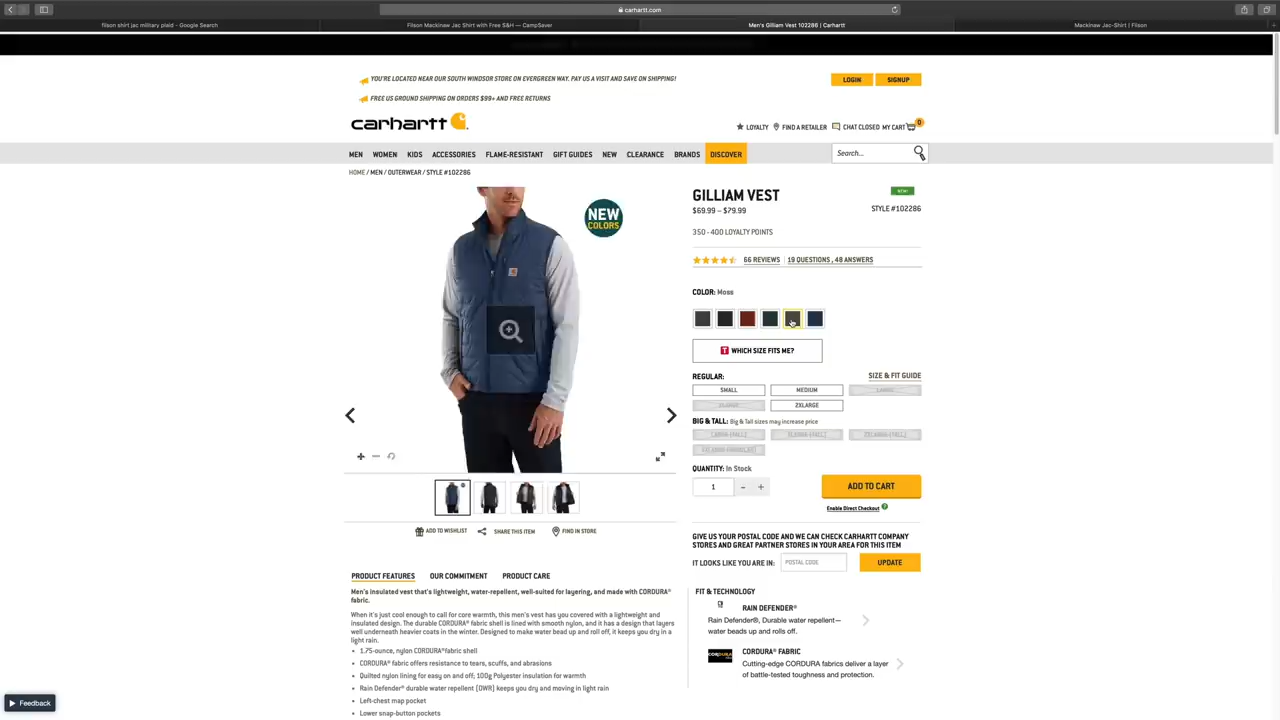 carhartt.com
filson shirt jac military plaid - Google Search
Filson Mackinaw Jac Shirt with Free S&H — CampSaver
Men's Gilliam Vest 102286 | Carhartt
Mackinaw Jac-Shirt | Filson
YOU'RE LOCATED NEAR OUR SOUTH WINDSOR STORE ON EVERGREEN WAY. PAY US A VISIT AND SAVE ON SHIPPING!
LOGIN
SIGNUP
FREE US GROUND SHIPPING ON ORDERS $99+ AND FREE RETURNS
carhartt
LOYALTY
FIND A RETAILER
CHAT CLOSED
MY CART
0
MEN
WOMEN
KIDS
ACCESSORIES
FLAME-RESISTANT
GIFT GUIDES
NEW
CLEARANCE
BRANDS
DISCOVER
Search...
HOME / MEN / OUTERWEAR / STYLE #102286
NEW COLORS
GILLIAM VEST
NEW!
$69.99 – $79.99
STYLE #102286
350 - 400 LOYALTY POINTS
66 REVIEWS
19 QUESTIONS , 48 ANSWERS
COLOR: Moss
WHICH SIZE FITS ME?
REGULAR:
SIZE & FIT GUIDE
SMALL
MEDIUM
2XLARGE
BIG & TALL: Big & Tall sizes may increase price
QUANTITY: In Stock
1
-
+
ADD TO CART
Enable Direct Checkout
ADD TO WISHLIST
SHARE THIS ITEM
FIND IN STORE
GIVE US YOUR POSTAL CODE AND WE CAN CHECK CARHARTT COMPANY
STORES AND GREAT PARTNER STORES IN YOUR AREA FOR THIS ITEM
IT LOOKS LIKE YOU ARE IN:
POSTAL CODE
UPDATE
PRODUCT FEATURES
OUR COMMITMENT
PRODUCT CARE
Men's insulated vest that's lightweight, water-repellent, well-suited for layering, and made with CORDURA®
fabric.
When it's just cool enough to call for core warmth, this men's vest has you covered with a lightweight and
insulated design. The durable CORDURA® fabric shell is lined with smooth nylon, and it has a design that layers
well underneath heavier coats in the winter. Designed to make water bead up and roll off, it keeps you dry in a
light rain.
• 1.75-ounce, nylon CORDURA®fabric shell
• CORDURA® fabric offers resistance to tears, scuffs, and abrasions
• Quilted nylon lining for easy on and off; 100g Polyester insulation for warmth
• Rain Defender® durable water repellent (DWR) keeps you dry and moving in light rain
• Left-chest map pocket
• Lower snap-button pockets
FIT & TECHNOLOGY
RAIN DEFENDER®
Rain Defender®, Durable water repellent—
water beads up and rolls off.
CORDURA® FABRIC
Cutting-edge CORDURA fabrics deliver a layer
of battle-tested toughness and protection.
Feedback